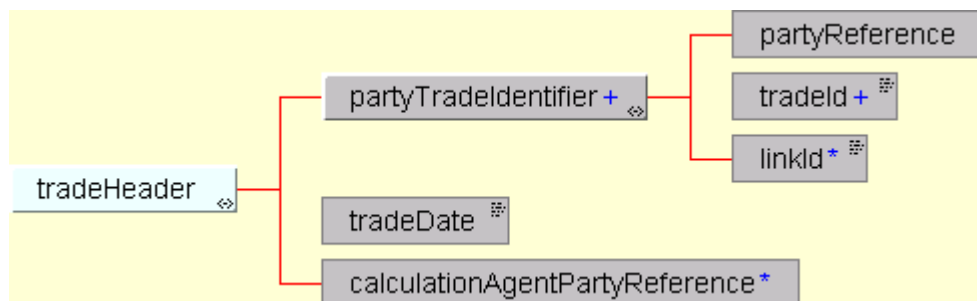 partyReference
partyTradeIdentifier +
tradeId +
linkId *
tradeHeader
tradeDate
calculationAgentPartyReference *